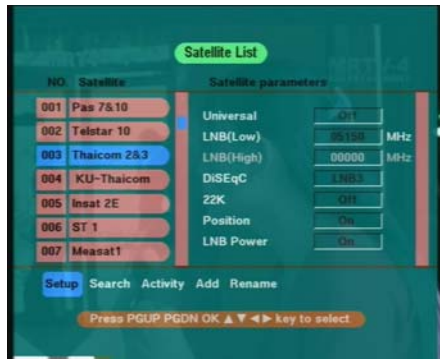 Satellite List
NO. Satellite Satellite parameters
001 Pas 7&10
002 Telstar 10
003 Thaicom 2&3
004 KU-Thaicom
005 Insat 2E
006 ST 1
007 Measat1
Universal Off
LNB(Low) 05150 MHz
LNB(High) 00000 MHz
DiSEqC LNB3
22K Off
Position On
LNB Power On
Setup Search Activity Add Rename
Press PGUP PGDN OK ▲ ▼ ◄ ► key to select